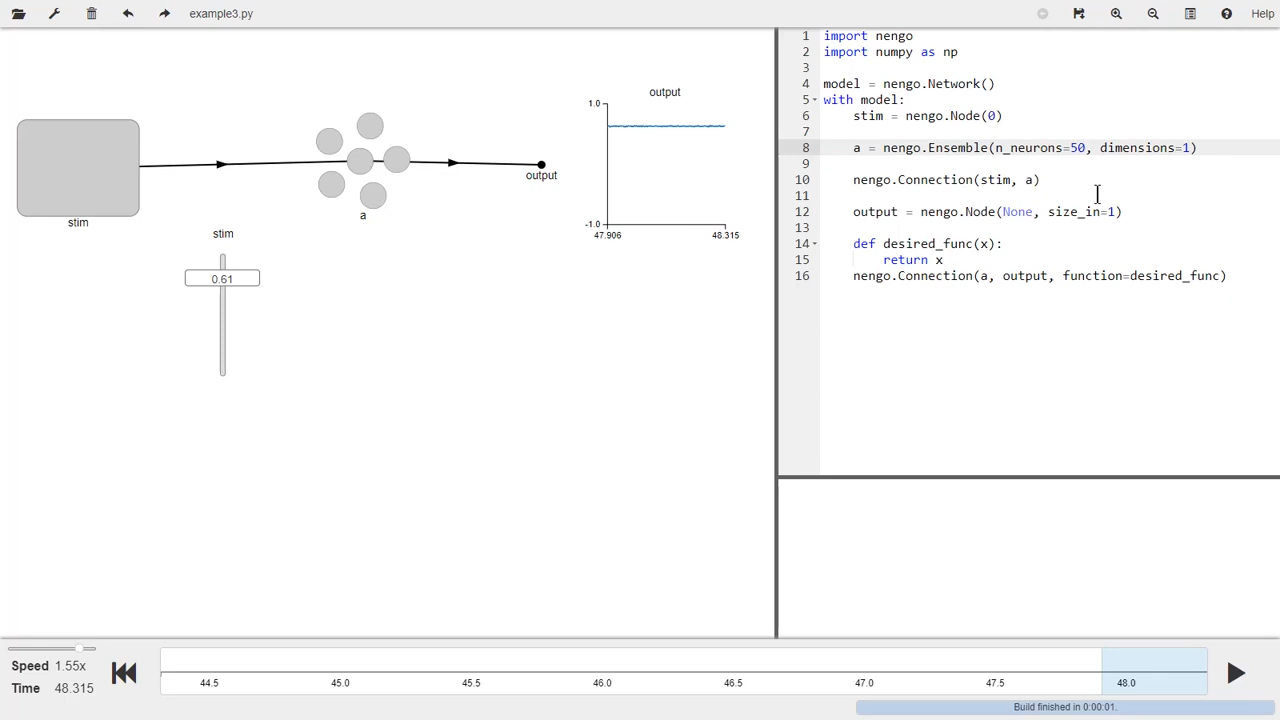 example3.py
Help
stim
stim
0.61
a
output
output
1.0
-1.0
47.906
48.315
1 import nengo
2 import numpy as np
3
4 model = nengo.Network()
5 with model:
6 stim = nengo.Node(0)
7
8 a = nengo.Ensemble(n_neurons=50, dimensions=1)
9
10 nengo.Connection(stim, a)
11
12 output = nengo.Node(None, size_in=1)
13
14 def desired_func(x):
15 return x
16 nengo.Connection(a, output, function=desired_func)
Speed 1.55x
Time 48.315
44.5 45.0 45.5 46.0 46.5 47.0 47.5 48.0
Build finished in 0:00:01.